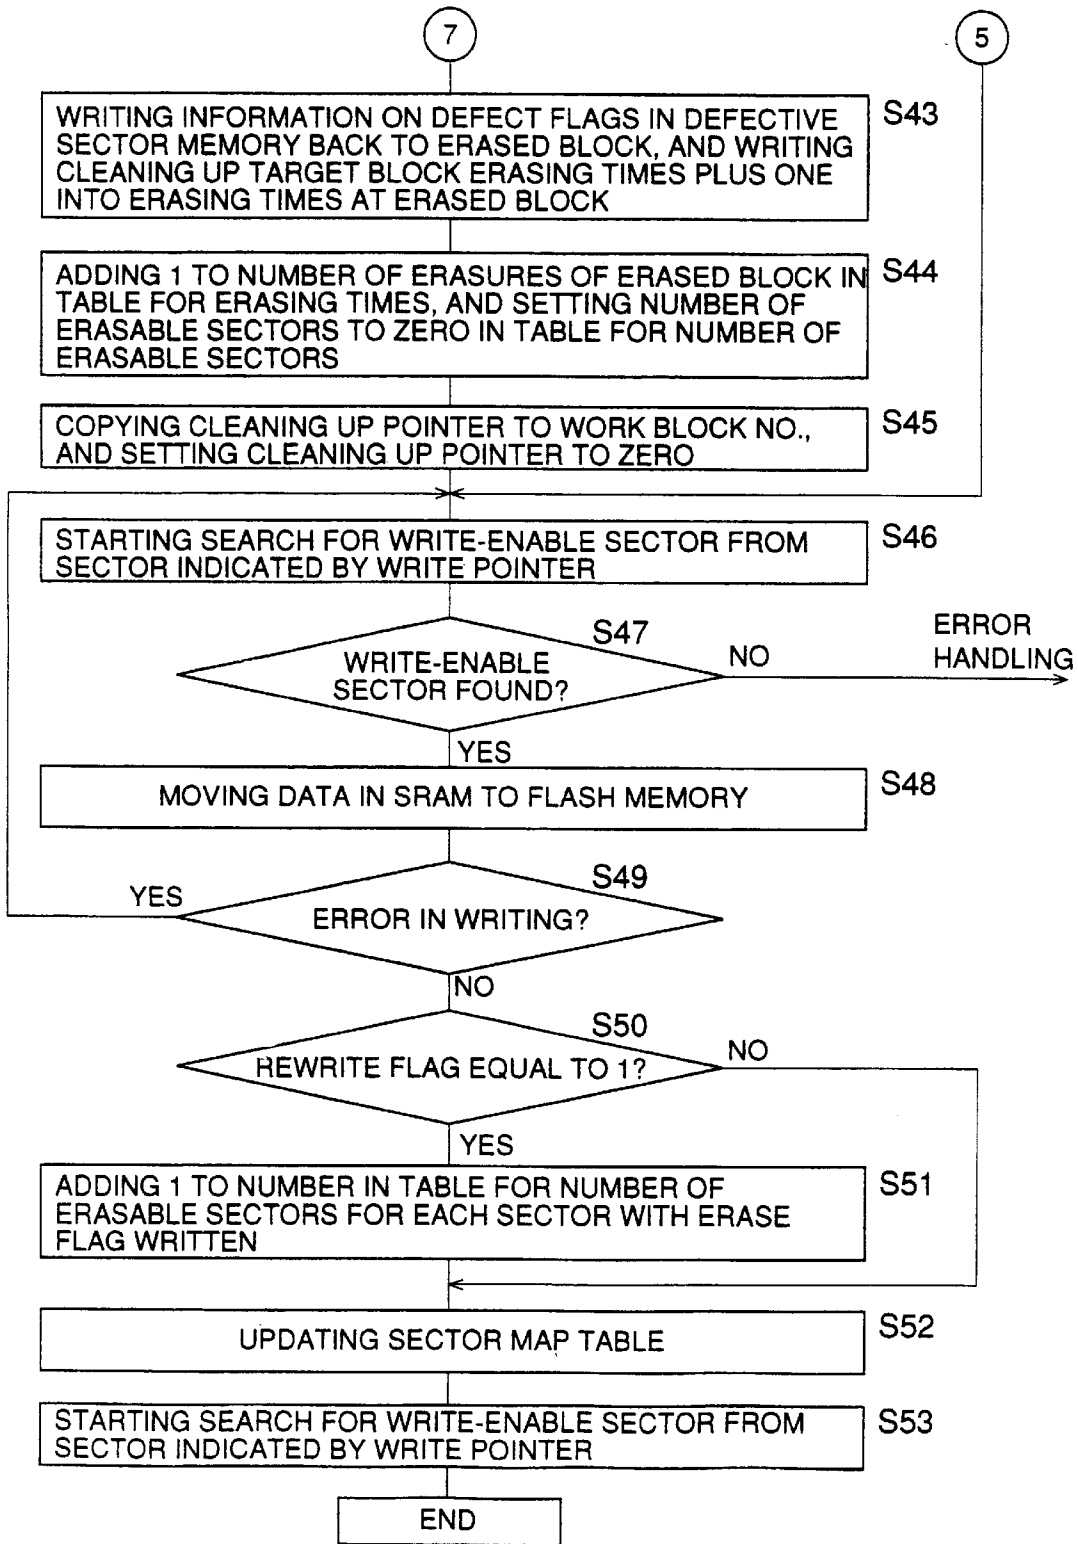 7
5
S43
WRITING INFORMATION ON DEFECT FLAGS IN DEFECTIVE
SECTOR MEMORY BACK TO ERASED BLOCK, AND WRITING
CLEANING UP TARGET BLOCK ERASING TIMES PLUS ONE
INTO ERASING TIMES AT ERASED BLOCK
S44
ADDING 1 TO NUMBER OF ERASURES OF ERASED BLOCK IN
TABLE FOR ERASING TIMES, AND SETTING NUMBER OF
ERASABLE SECTORS TO ZERO IN TABLE FOR NUMBER OF
ERASABLE SECTORS
S45
COPYING CLEANING UP POINTER TO WORK BLOCK NO.,
AND SETTING CLEANING UP POINTER TO ZERO
S46
STARTING SEARCH FOR WRITE-ENABLE SECTOR FROM
SECTOR INDICATED BY WRITE POINTER
S47
WRITE-ENABLE
SECTOR FOUND?
NO
ERROR
HANDLING
YES
S48
MOVING DATA IN SRAM TO FLASH MEMORY
S49
YES
ERROR IN WRITING?
NO
S50
REWRITE FLAG EQUAL TO 1?
NO
YES
S51
ADDING 1 TO NUMBER IN TABLE FOR NUMBER OF
ERASABLE SECTORS FOR EACH SECTOR WITH ERASE
FLAG WRITTEN
S52
UPDATING SECTOR MAP TABLE
S53
STARTING SEARCH FOR WRITE-ENABLE SECTOR FROM
SECTOR INDICATED BY WRITE POINTER
END